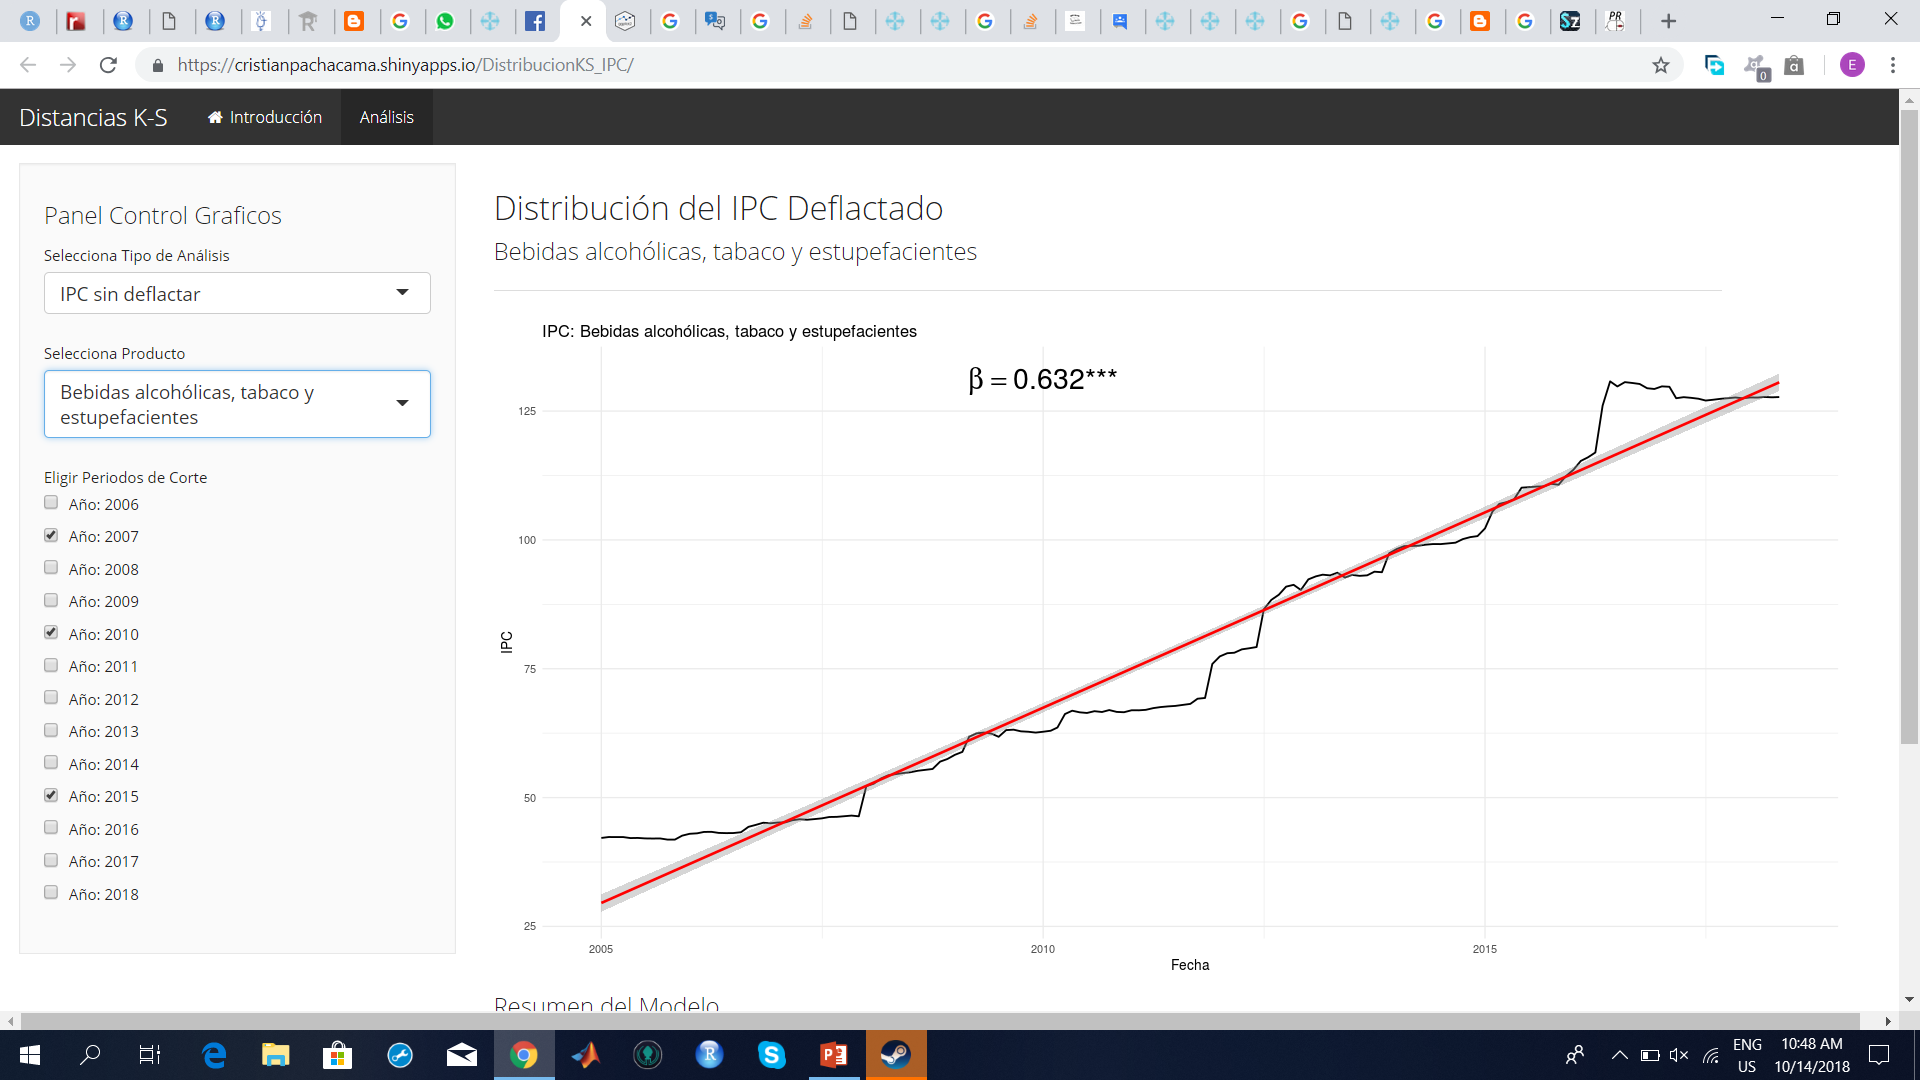 https://cristianpachacama.shinyapps.io/DistribucionKS_IPC/
0
E
Distancias K-S
Introducción
Análisis
Panel Control Graficos
Selecciona Tipo de Análisis
IPC sin deflactar
Selecciona Producto
Bebidas alcohólicas, tabaco y
estupefacientes
Eligir Periodos de Corte
Año: 2006
Año: 2007
Año: 2008
Año: 2009
Año: 2010
Año: 2011
Año: 2012
Año: 2013
Año: 2014
Año: 2015
Año: 2016
Año: 2017
Año: 2018
Distribución del IPC Deflactado
Bebidas alcohólicas, tabaco y estupefacientes
IPC: Bebidas alcohólicas, tabaco y estupefacientes
β = 0.632***
125
100
75
50
25
IPC
2005
2010
2015
Fecha
Resumen del Modelo
ENG
US
10:48 AM
10/14/2018